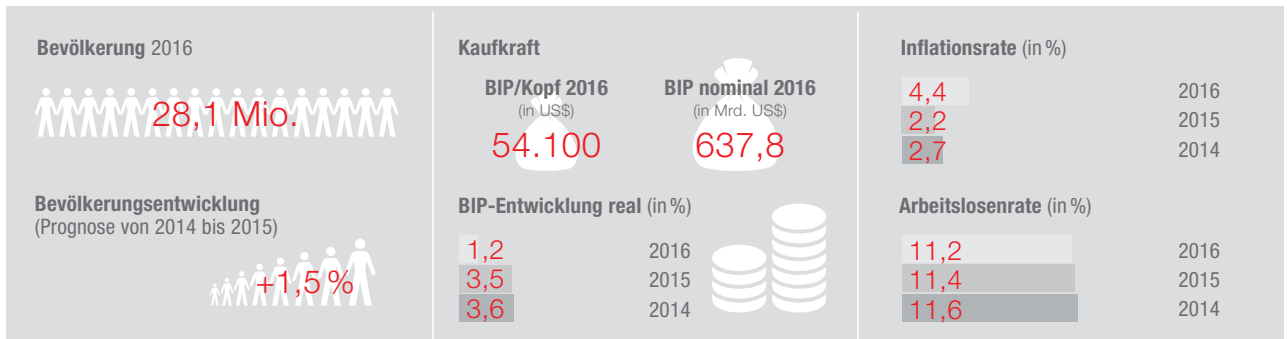 Bevölkerung 2016
28,1 Mio.
Bevölkerungsentwicklung
(Prognose von 2014 bis 2015)
+1,5 %
Kaufkraft
BIP/Kopf 2016
(in US$)
54.100
BIP nominal 2016
(in Mrd. US$)
637,8
BIP-Entwicklung real (in %)
1,2 2016
3,5 2015
3,6 2014
Inflationsrate (in %)
4,4 2016
2,2 2015
2,7 2014
Arbeitslosenrate (in %)
11,2 2016
11,4 2015
11,6 2014